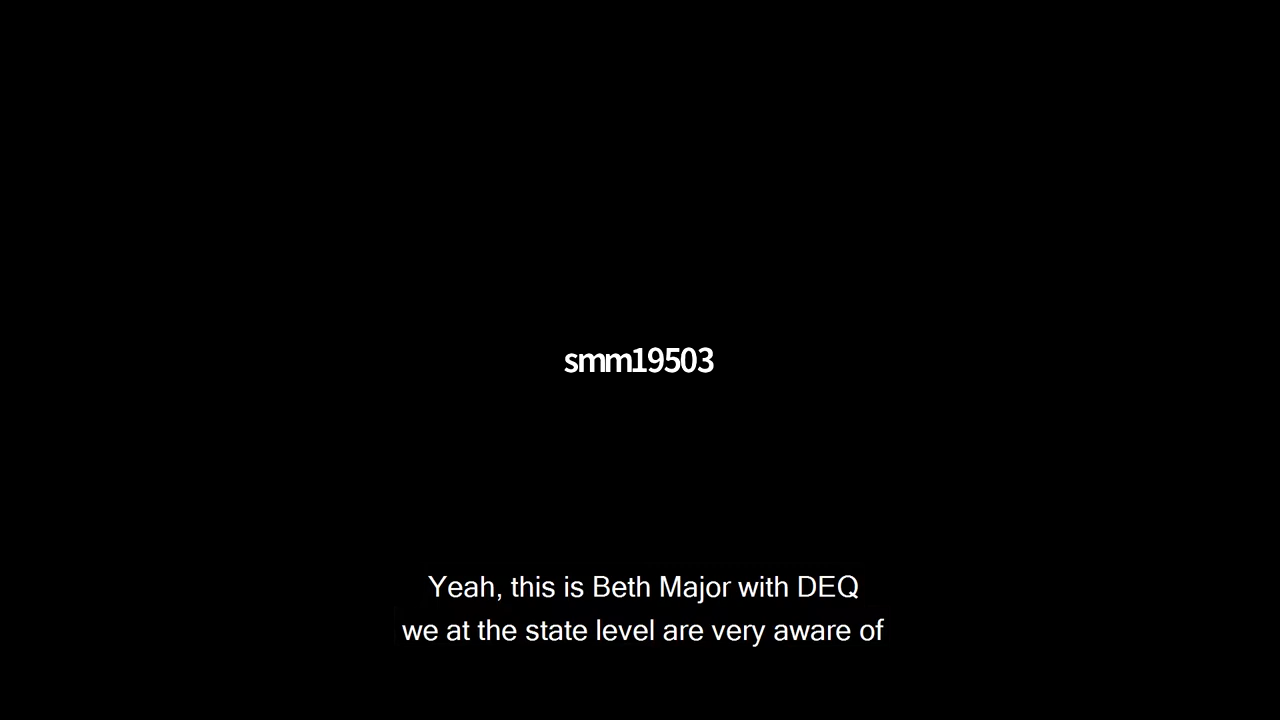 smm19503
Yeah, this is Beth Major with DEQ
we at the state level are very aware of